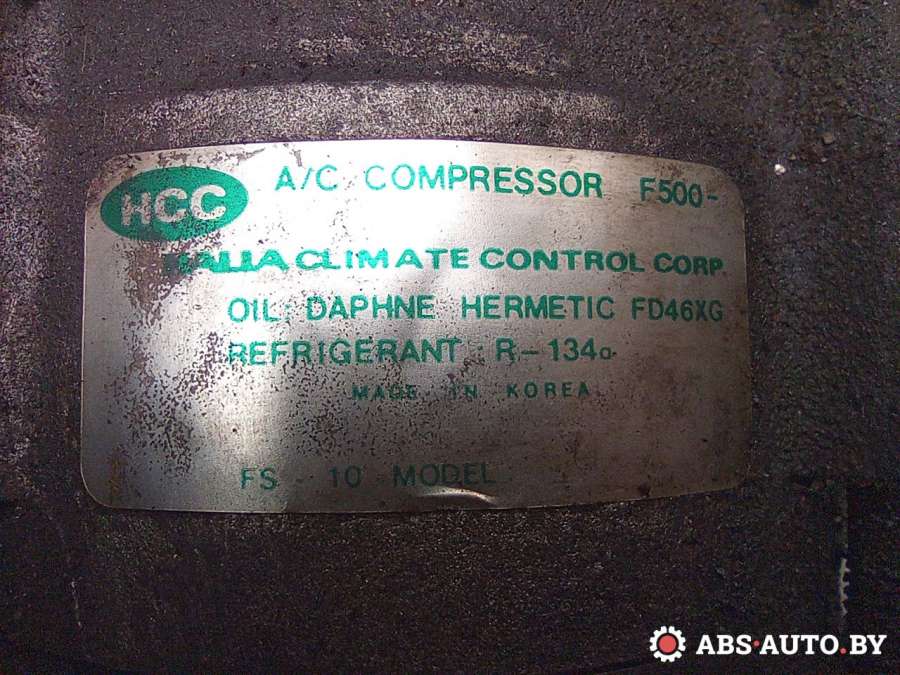 HCC
A/C COMPRESSOR F500-
CLIMATE CONTROL CORP.
OIL: DAPHNE HERMETIC FD46XG
REFRIGERANT : R-134a
MADE IN KOREA
FS - 10 MODEL
ABS-AUTO.BY